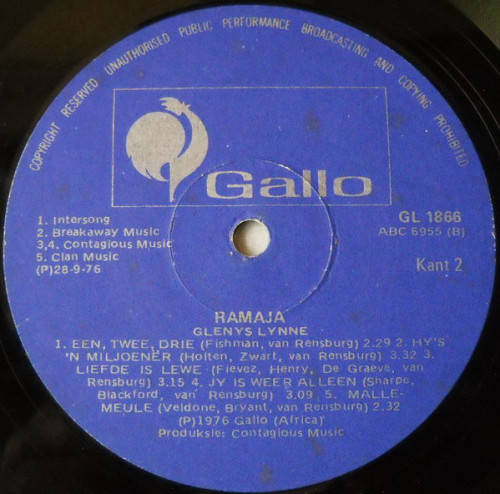 COPYRIGHT RESERVED UNAUTHORISED PUBLIC PERFORMANCE BROADCASTING AND COPYING PROHIBITED
Gallo
1. Intersong
2. Breakaway Music
3,4. Contagious Music
5. Clan Music
(P)28-9-76
GL 1866
ABC 6955 (B)
Kant 2
RAMAJA
GLENYS LYNNE
1. EEN, TWEE, DRIE (Fishman, van Rensburg) 2.29 2. HY'S
'N MILJOENÊR (Holten, Zwart, van Rensburg) 3.32 3.
LIEFDE IS LEWE (Fievez, Henry, De Graeve, van
Rensburg) 3.15 4. JY IS WEER ALLEEN (Sharpe,
Blackford, van Rensburg) 3.09 5. MALLE-
MEULE (Veldone, Bryant, van Rensburg) 2.32
(P)1976 Gallo (Africa)
Produksie: Contagious Music